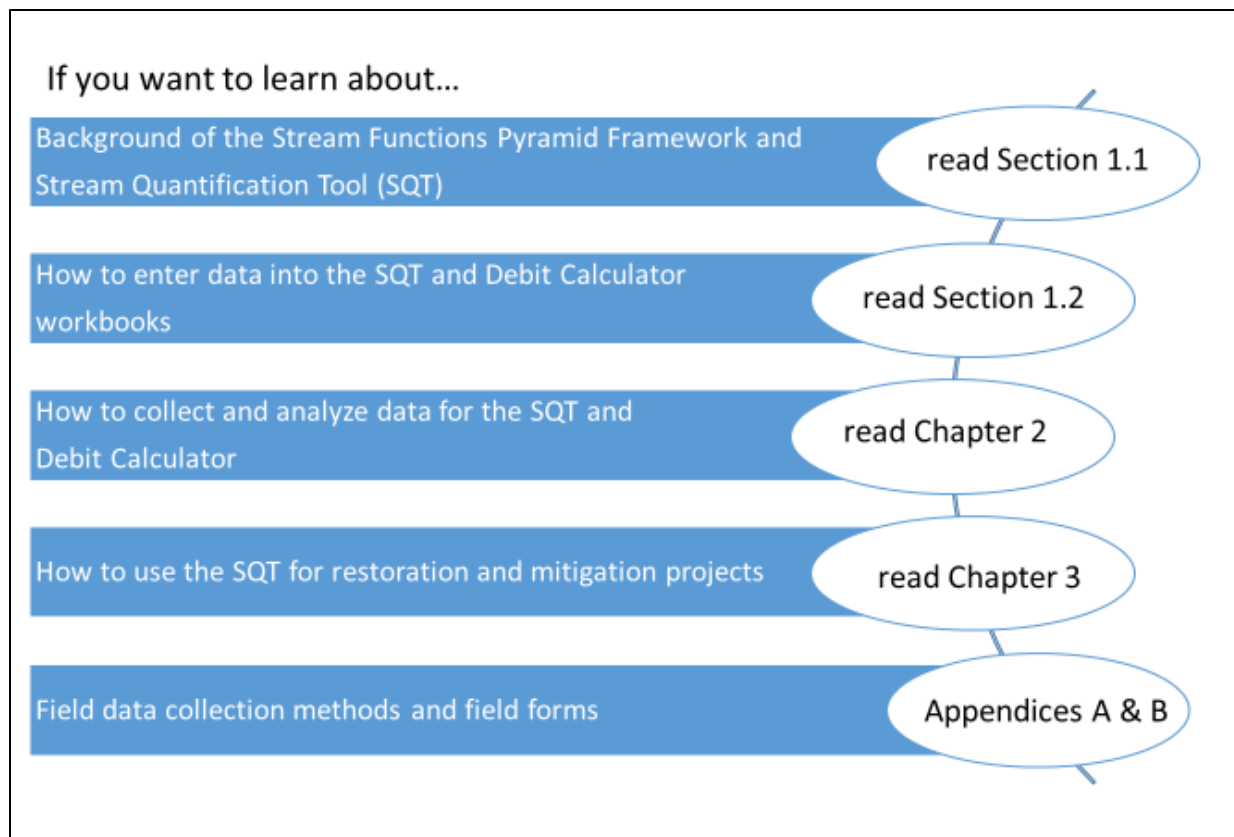 If you want to learn about…
Background of the Stream Functions Pyramid Framework and
Stream Quantification Tool (SQT)
read Section 1.1
How to enter data into the SQT and Debit Calculator
workbooks
read Section 1.2
How to collect and analyze data for the SQT and
Debit Calculator
read Chapter 2
How to use the SQT for restoration and mitigation projects
read Chapter 3
Field data collection methods and field forms
Appendices A & B